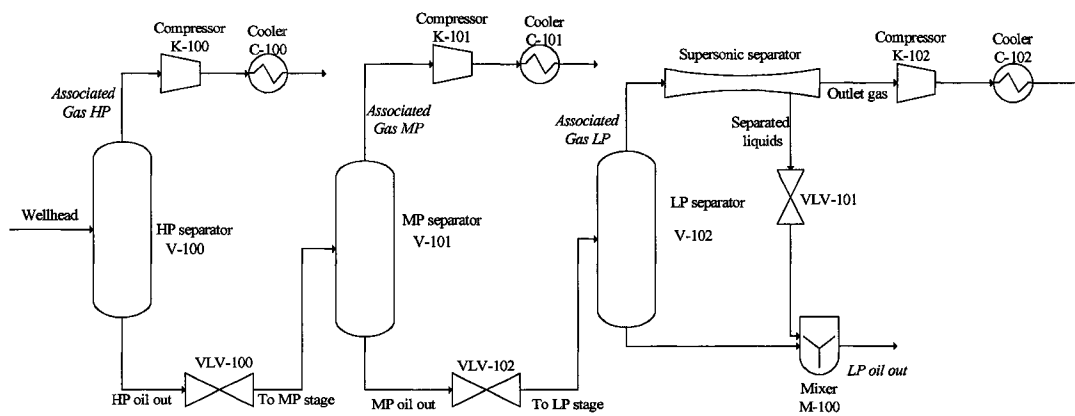 Compressor
K-100
Cooler
C-100
Associated
Gas HP
Wellhead
HP separator
V-100
HP oil out
VLV-100
To MP stage
Compressor
K-101
Cooler
C-101
Associated
Gas MP
MP separator
V-101
MP oil out
VLV-102
To LP stage
Supersonic separator
Compressor
K-102
Cooler
C-102
Outlet gas
Associated
Gas LP
Separated
liquids
VLV-101
LP separator
V-102
LP oil out
Mixer
M-100